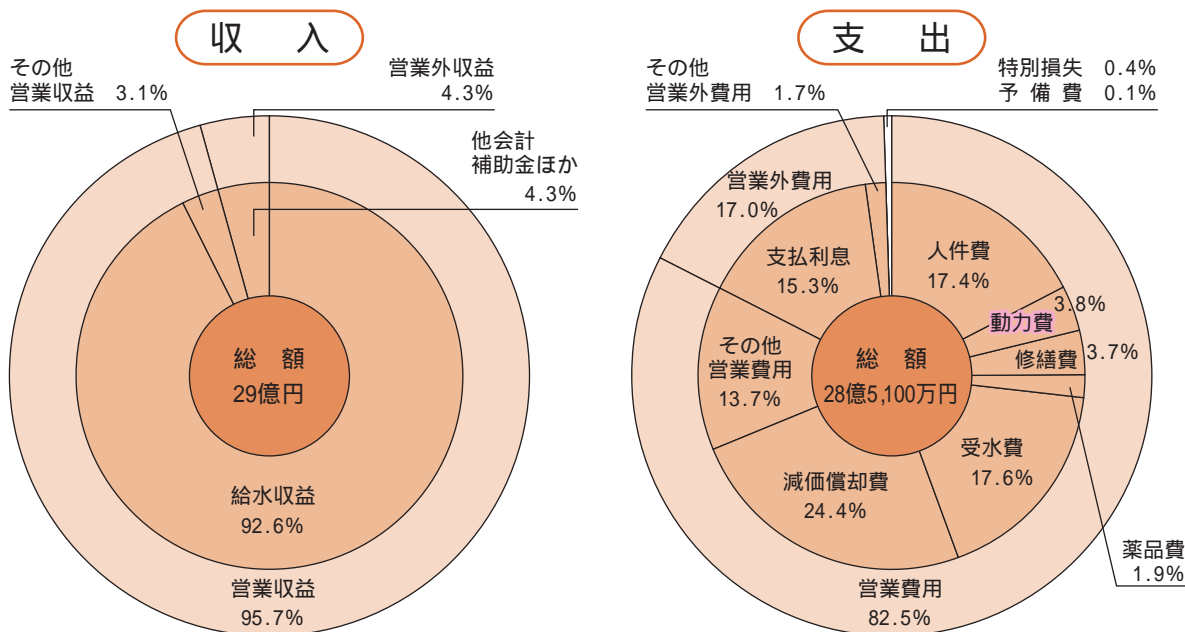 収 入
その他
営業収益 3.1%
営業外収益
4.3%
他会計
補助金ほか
4.3%
総 額
29億円
給水収益
92.6%
営業収益
95.7%
支 出
その他
営業外費用 1.7%
特別損失 0.4%
予 備 費 0.1%
営業外費用
17.0%
支払利息
15.3%
人件費
17.4%
3.8%
動力費
修繕費
3.7%
その他
営業費用
13.7%
総 額
28億5,100万円
受水費
17.6%
減価償却費
24.4%
薬品費
1.9%
営業費用
82.5%